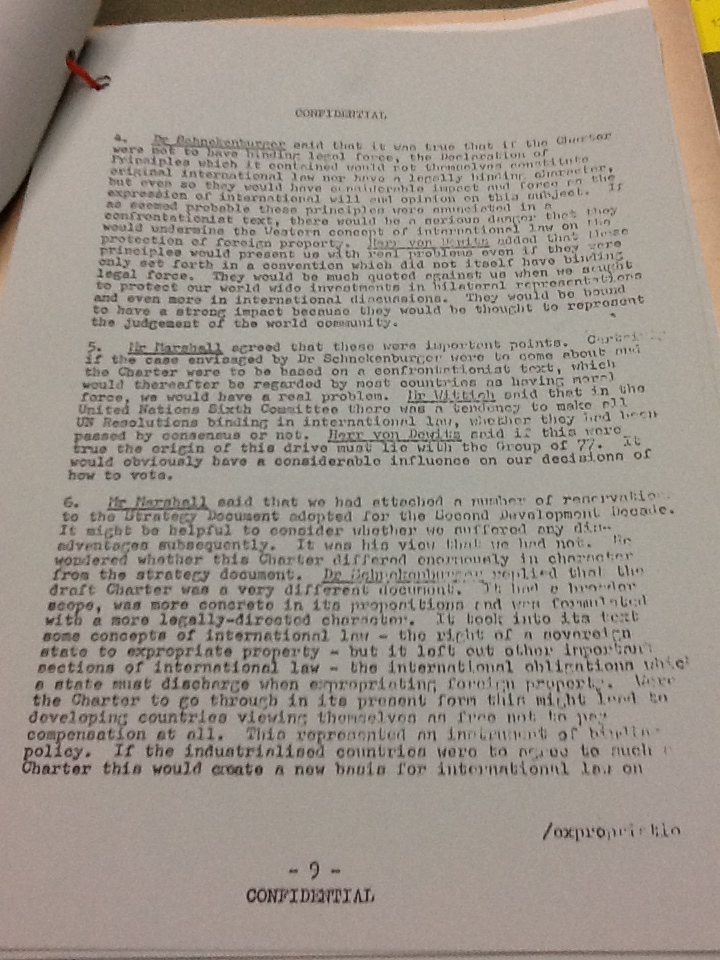 CONFIDENTIAL
4. Dr Schnekenburger said that it was true that if the Charter
were not to have binding legal force, the Declaration of
Principles which it contained would not themselves constitute
original international law nor have a legally binding character,
but even so they would have considerable impact and force as the
expression of international will and opinion on this subject. If
as seemed probable these principles were enunciated in a
confrontationist text, there would be a serious danger that they
would undermine the Western concept of international law on the
protection of foreign property. Herr von Dewitz added that these
principles would present us with real problems even if they were
only set forth in a convention which did not itself have binding
legal force. They would be much quoted against us when we sought
to protect our world wide investments in bilateral representations
and even more in international discussions. They would be bound
to have a strong impact because they would be thought to represent
the judgement of the world community.
5. Mr Marshall agreed that these were important points.
if the case envisaged by Dr Schnekenburger were to come about and
the Charter were to be based on a confrontationist text, which
would thereafter be regarded by most countries as having moral
force, we would have a real problem. Mr Wittich said that in the
United Nations Sixth Committee there was a tendency to make all
UN Resolutions binding in international law, whether they had been
passed by consensus or not. Herr von Dewitz said if this were
true the origin of this drive must lie with the Group of 77. It
would obviously have a considerable influence on our decisions of
how to vote.
6. Mr Marshall said that we had attached a number of reservatio
to the Strategy Document adopted for the Second Development Decade.
It might be helpful to consider whether we suffered any dis-
advantages subsequently. It was his view that we had not. He
wondered whether this Charter differed enormously in character
from the strategy document. Dr Schnekenburger replied that the
draft Charter was a very different document. It had a broader
scope, was more concrete in its propositions and was formulated
with a more legally-directed character. It took into its text
some concepts of international law - the right of a sovereign
state to expropriate property - but it left out other important
sections of international law - the international obligations which
a state must discharge when expropriating foreign property. Were
the Charter to go through in its present form this might lead to
developing countries viewing themselves as free not to pay
compensation at all. This represented an instrument of
policy. If the industrialised countries were to agree to such
Charter this would create a new basis for international law on
/expropriatio
- 9 -
CONFIDENTIAL